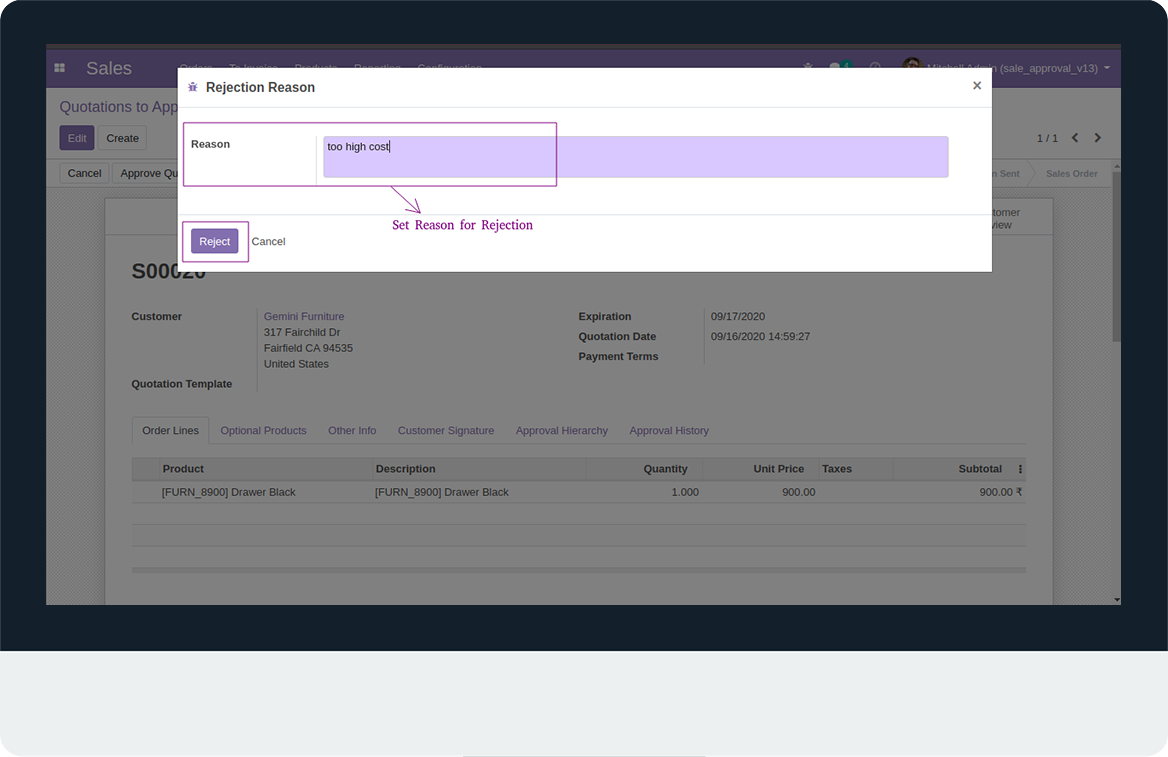 Sales Orders To Invoice Products Reporting Configuration 4 Mitchell Admin (sale_approval_v13)
Rejection Reason ×
Quotations to App
Edit Create 1 / 1
Reason too high cost
Cancel Approve Qu n Sent Sales Order
Set Reason for Rejection
Reject Cancel
tomer
view
S00020
Customer Gemini Furniture Expiration 09/17/2020
317 Fairchild Dr Quotation Date 09/16/2020 14:59:27
Fairfield CA 94535 Payment Terms
United States
Quotation Template
Order Lines Optional Products Other Info Customer Signature Approval Hierarchy Approval History
Product Description Quantity Unit Price Taxes Subtotal
[FURN_8900] Drawer Black [FURN_8900] Drawer Black 1.000 900.00 900.00 ₹